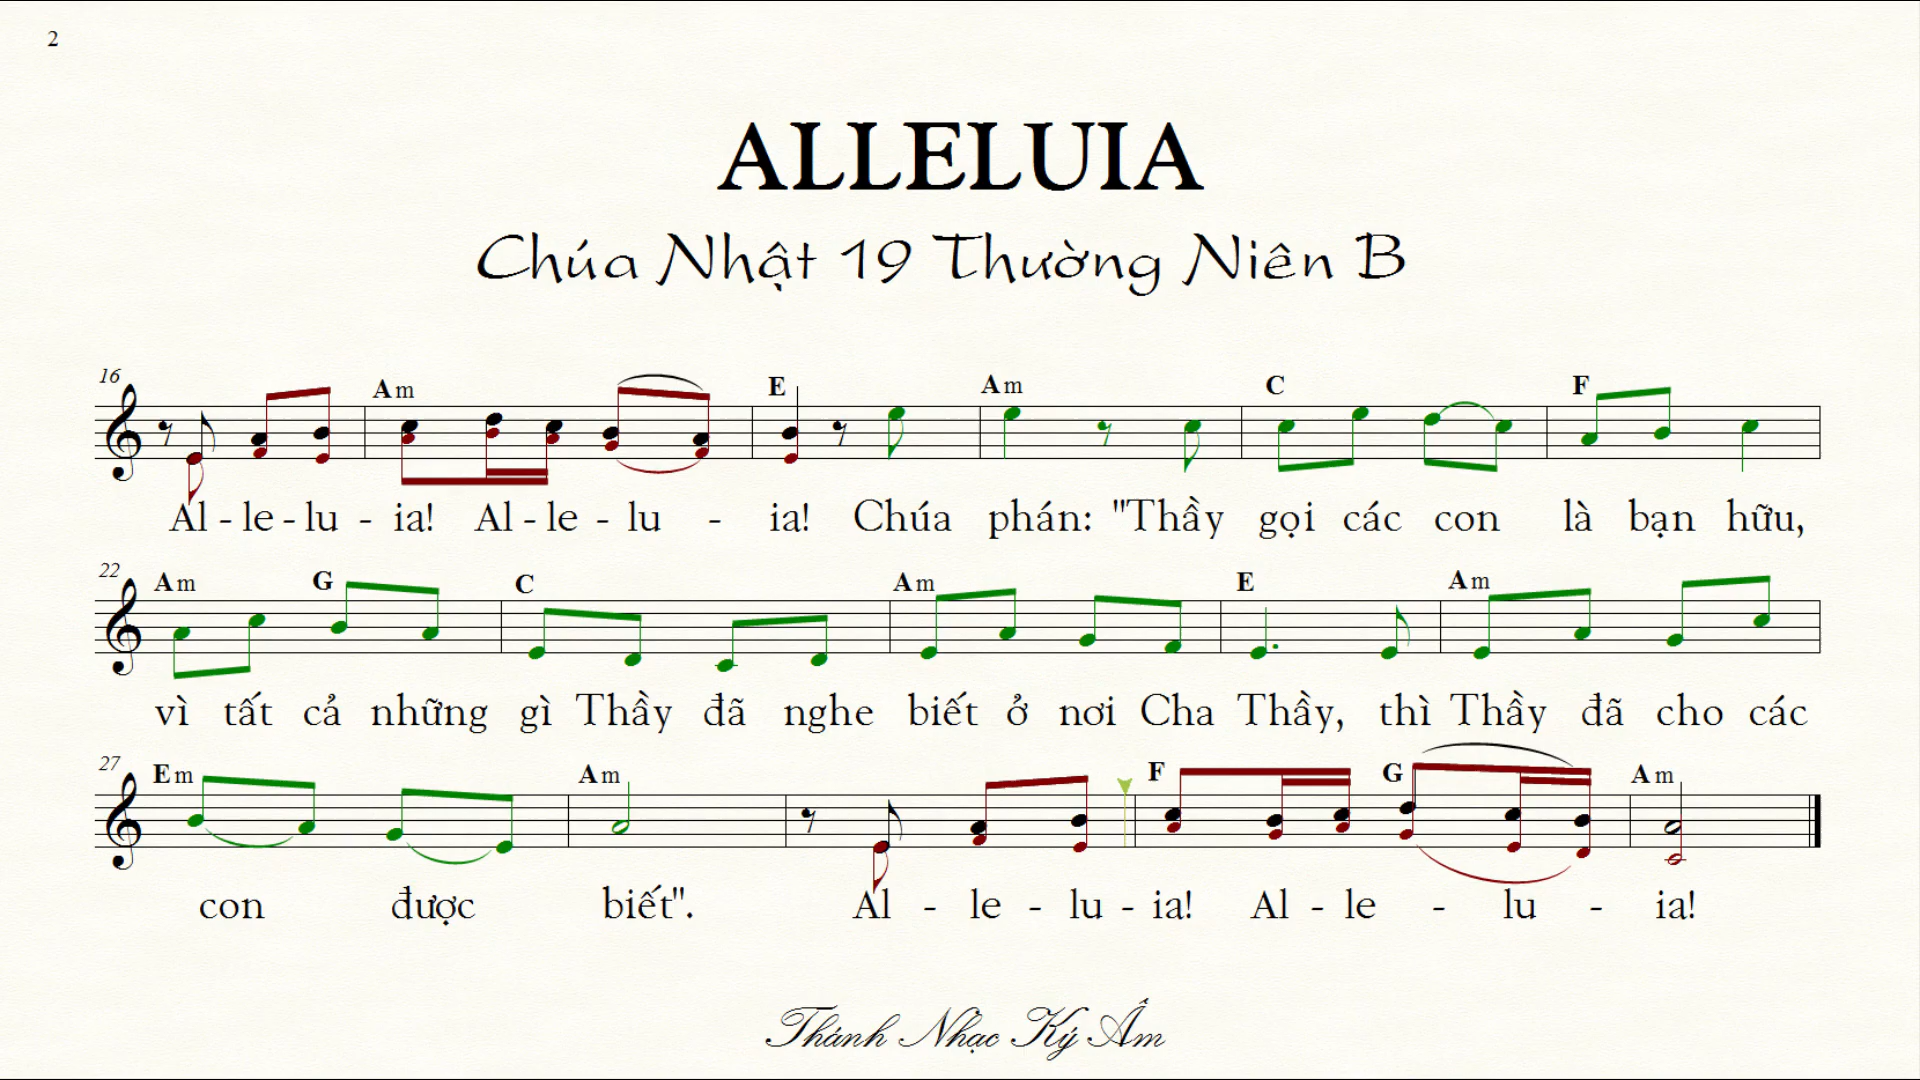 2
ALLELUIA
Chúa Nhật 19 Thường Niên B
16 Am E Am C F
Al - le - lu - ia! Al - le - lu - ia! Chúa phán: "Thầy gọi các con là bạn hữu,
22 Am G C Am E Am
vì tất cả những gì Thầy đã nghe biết ở nơi Cha Thầy, thì Thầy đã cho các
27 Em Am F G Am
con được biết". Al - le - lu - ia! Al - le - lu - ia!
Thánh Nhạc Ký Âm